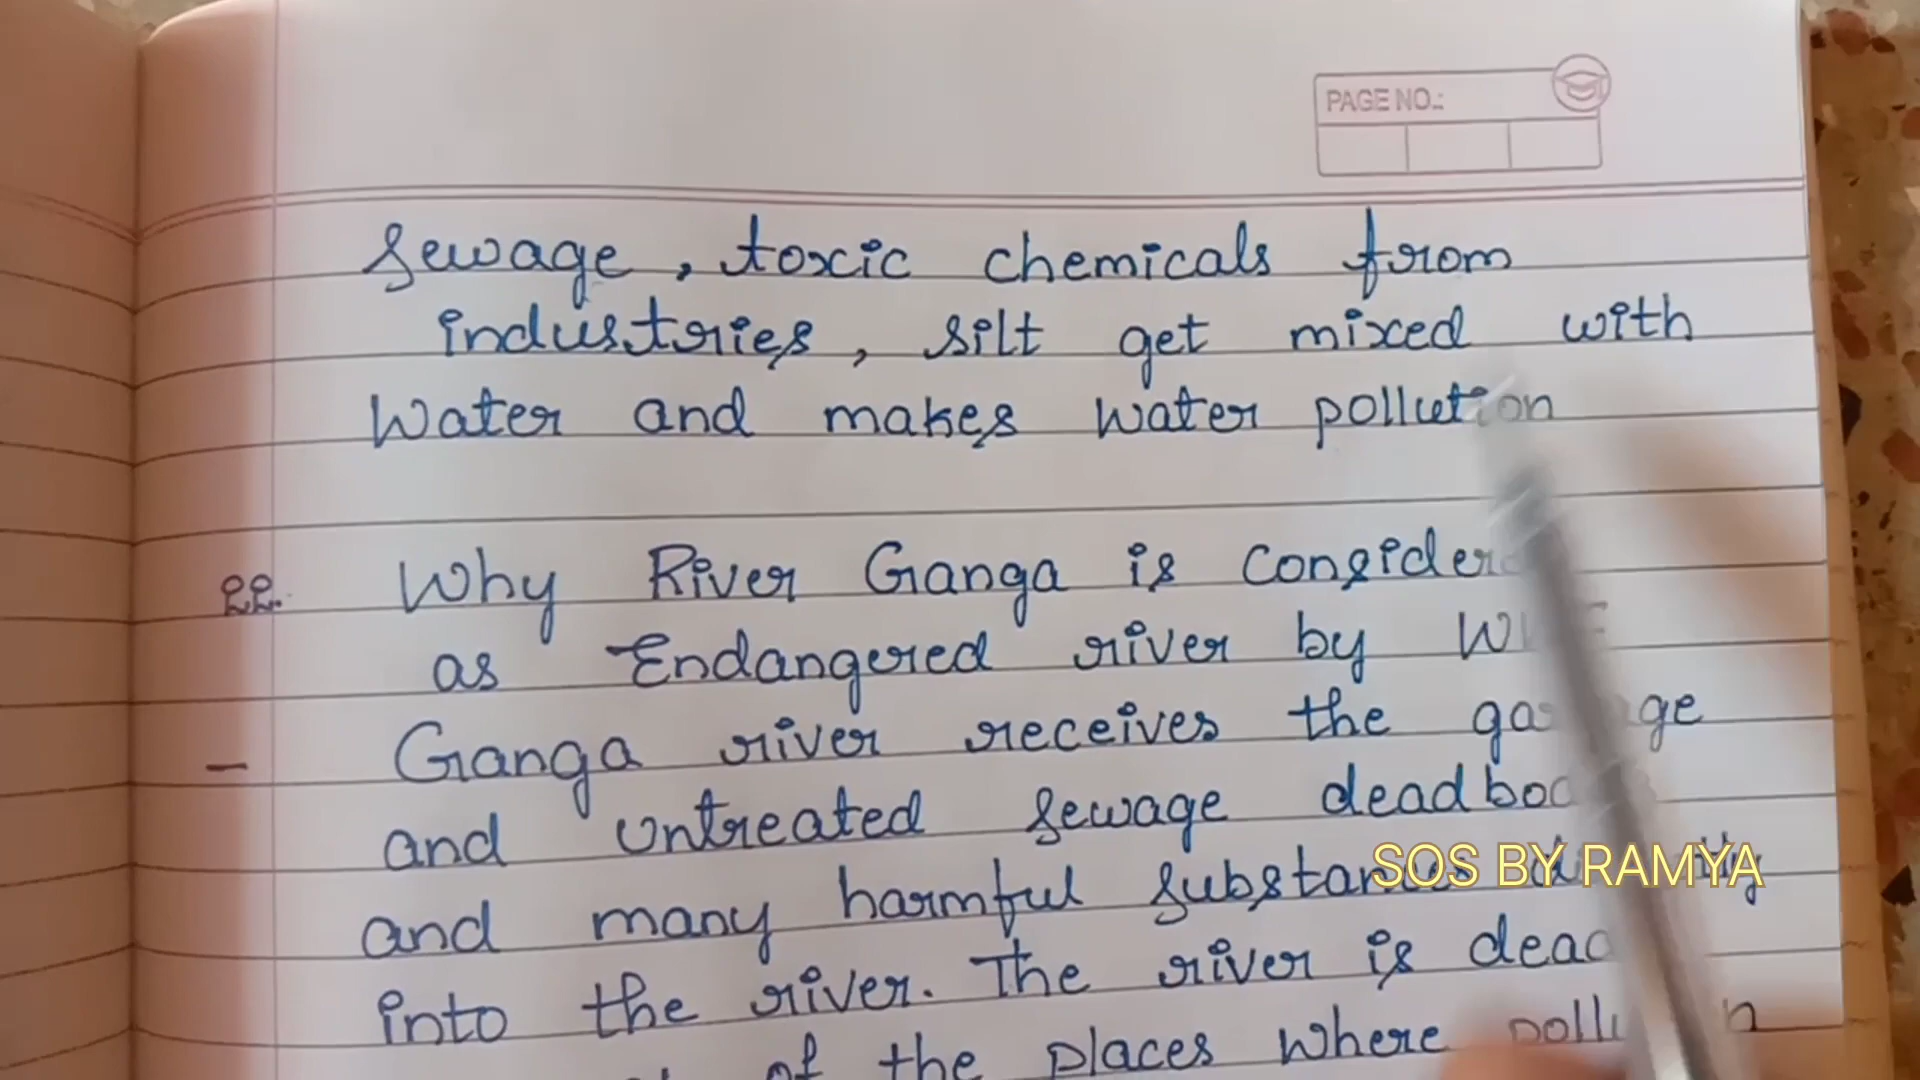 PAGE NO.:
Sewage, toxic chemicals from
industries, silt get mixed with
Water and makes water pollution
22. Why River Ganga is
as Endangered river by
- Ganga river receives the
and untreated sewage
and many harmful
SOS BY RAMYA
into the river. The river is
of the places where